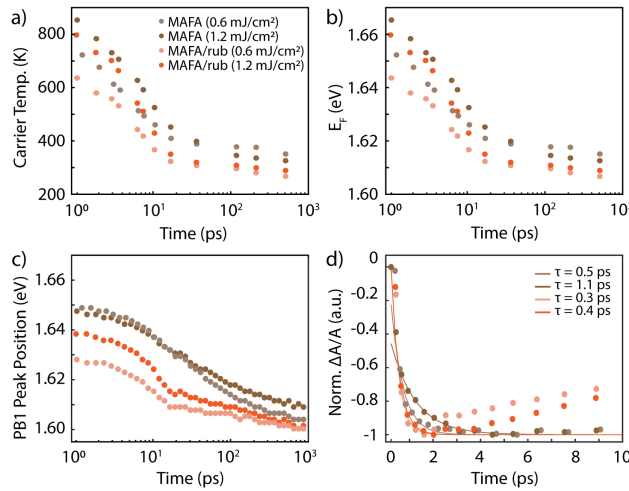 a)
Carrier Temp. (K)
800
600
400
200
10⁰
10¹
10²
10³
Time (ps)
MAFA (0.6 mJ/cm²)
MAFA (1.2 mJ/cm²)
MAFA/rub (0.6 mJ/cm²)
MAFA/rub (1.2 mJ/cm²)
b)
E_F (eV)
1.66
1.64
1.62
1.60
10⁰
10¹
10²
10³
Time (ps)
c)
PB1 Peak Position (eV)
1.66
1.64
1.62
1.60
10⁰
10¹
10²
10³
Time (ps)
d)
Norm. ΔA/A (a.u.)
0
-0.2
-0.4
-0.6
-0.8
-1
0
2
4
6
8
10
Time (ps)
τ = 0.5 ps
τ = 1.1 ps
τ = 0.3 ps
τ = 0.4 ps